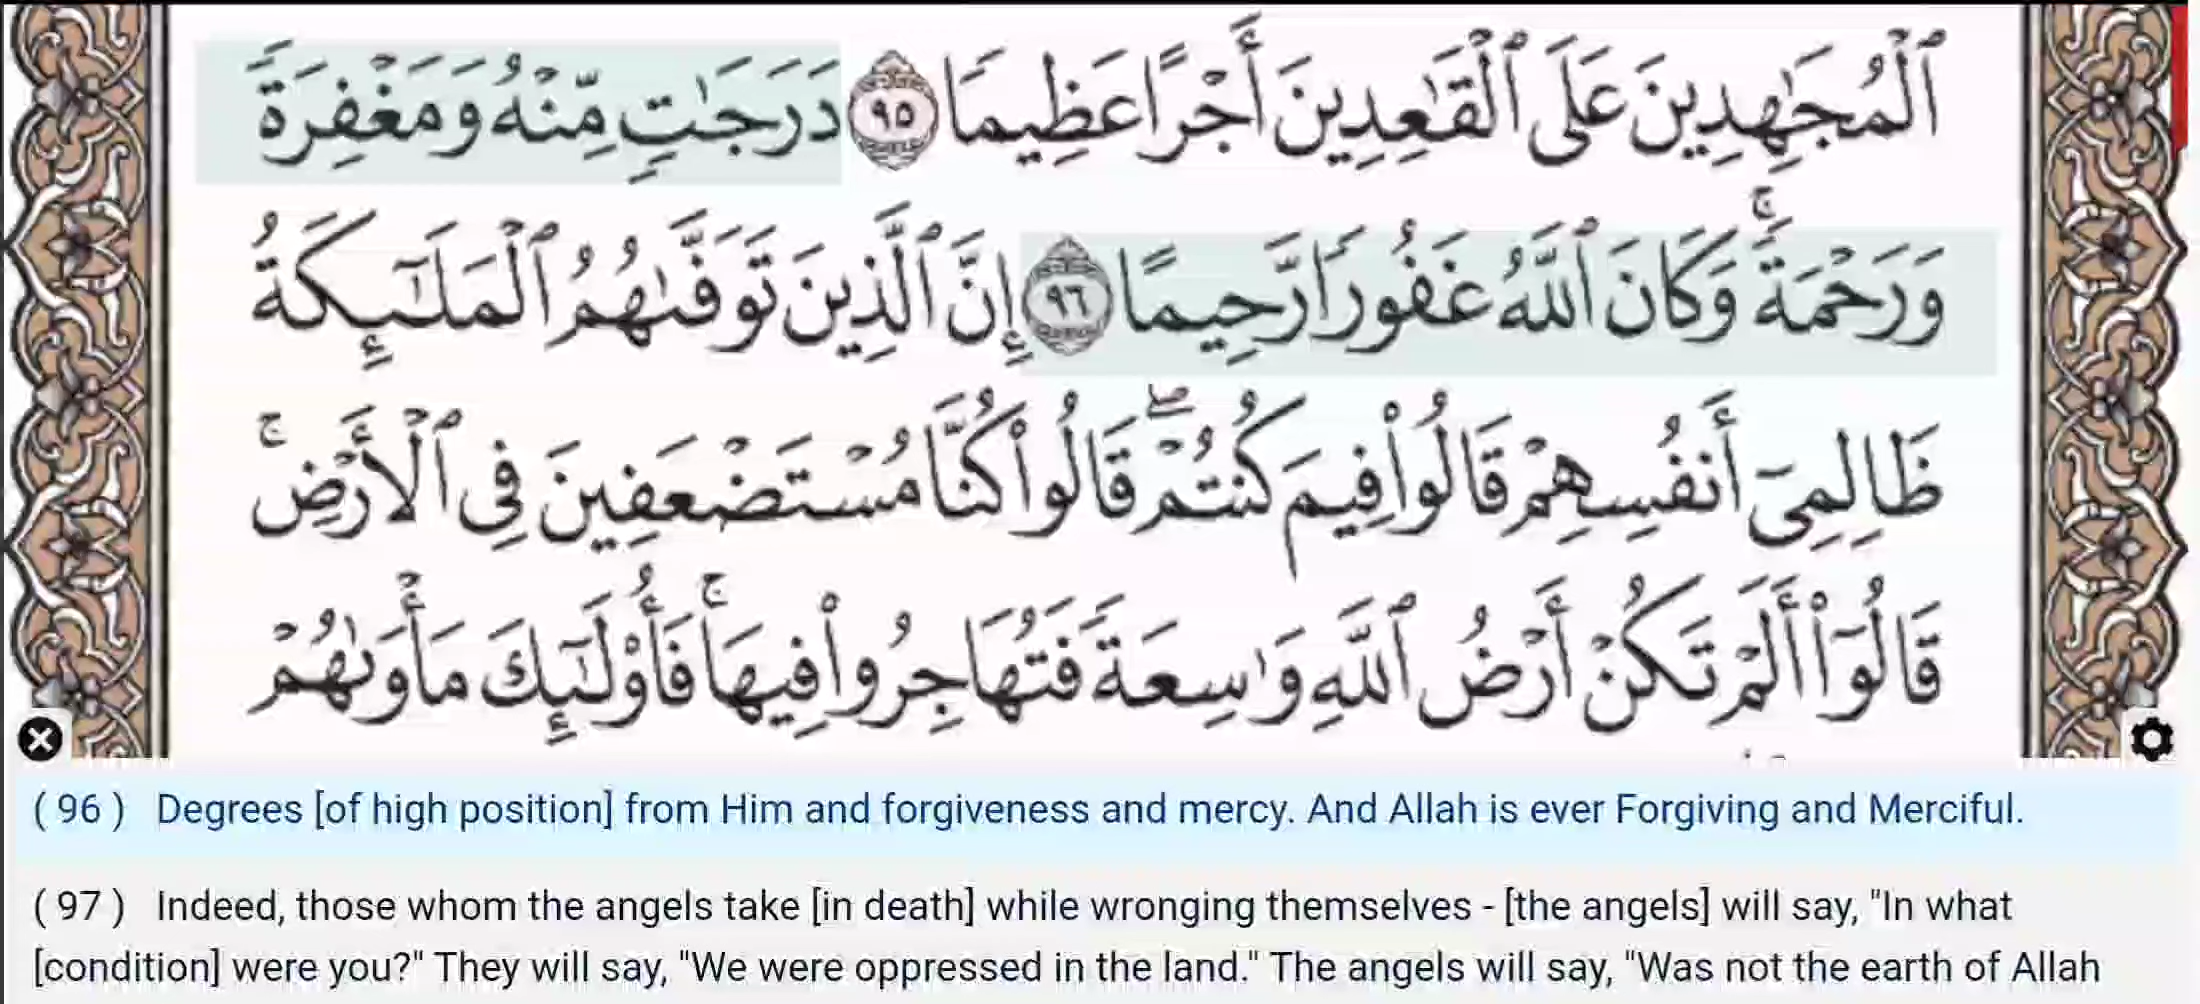 ٱلْمُجَٰهِدِينَ عَلَى ٱلْقَٰعِدِينَ أَجْرًا عَظِيمًا ٩٥ دَرَجَٰتٍ مِّنْهُ وَمَغْفِرَةً
وَرَحْمَةً ۚ وَكَانَ ٱللَّهُ غَفُورًا رَّحِيمًا ٩٦ إِنَّ ٱلَّذِينَ تَوَفَّىٰهُمُ ٱلْمَلَٰٓئِكَةُ
ظَالِمِىٓ أَنفُسِهِمْ قَالُوا۟ فِيمَ كُنتُمْ ۖ قَالُوا۟ كُنَّا مُسْتَضْعَفِينَ فِى ٱلْأَرْضِ ۚ
قَالُوٓا۟ أَلَمْ تَكُنْ أَرْضُ ٱللَّهِ وَٰسِعَةً فَتُهَاجِرُوا۟ فِيهَا ۚ فَأُو۟لَٰٓئِكَ مَأْوَىٰهُمْ
( 96 ) Degrees [of high position] from Him and forgiveness and mercy. And Allah is ever Forgiving and Merciful.
( 97 ) Indeed, those whom the angels take [in death] while wronging themselves - [the angels] will say, "In what
[condition] were you?" They will say, "We were oppressed in the land." The angels will say, "Was not the earth of Allah